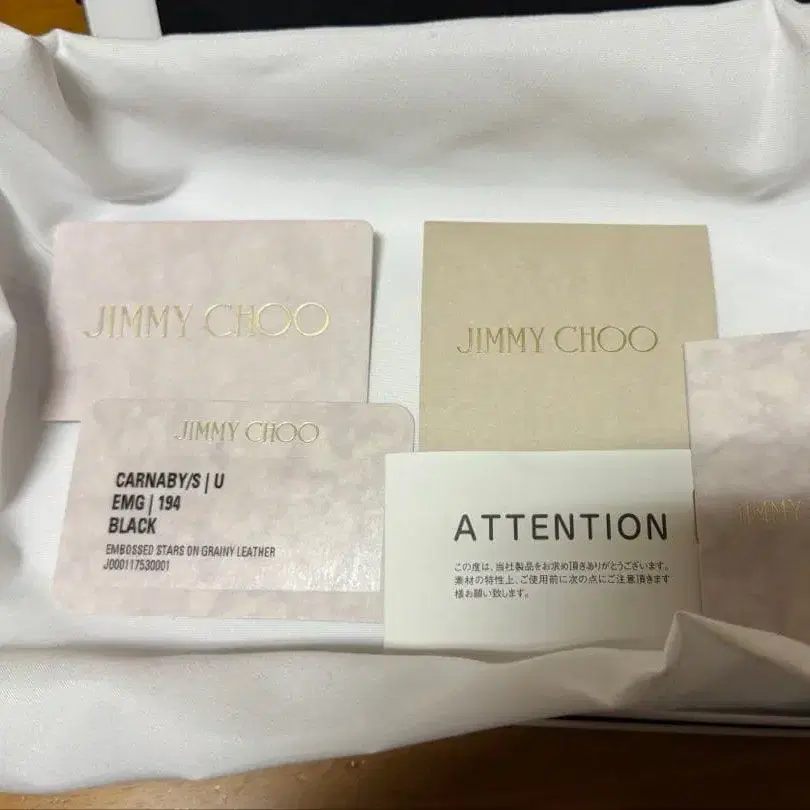 JIMMY CHOO
JIMMY CHOO
JIMMY CHOO
CARNABY/S | U
EMG | 194
BLACK
EMBOSSED STARS ON GRAINY LEATHER
J000117530001
ATTENTION
この度は、当社製品をお求め頂きありがとうございます。
素材の特性上、ご使用前に次の点にご注意頂きます
様お願い致します。
JIMMY